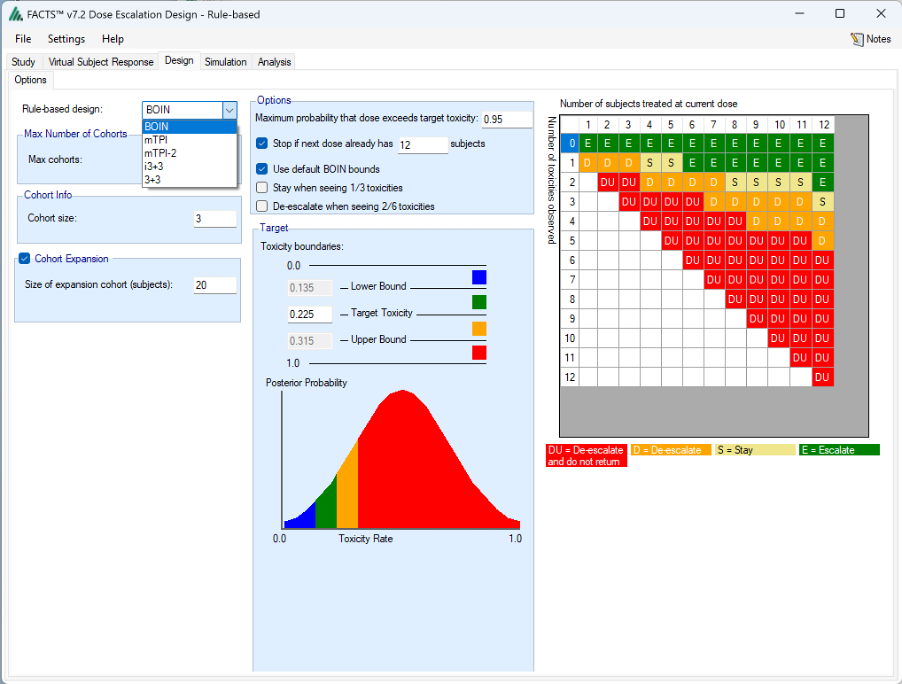 FACTS™ v7.2 Dose Escalation Design - Rule-based
File Settings Help
Notes
Study Virtual Subject Response Design Simulation Analysis
Options
Rule-based design: BOIN
BOIN
mTPI
mTPI-2
i3+3
3+3
Max Number of Cohorts
Max cohorts:
Cohort Info
Cohort size: 3
Cohort Expansion
Size of expansion cohort (subjects): 20
Options
Maximum probability that dose exceeds target toxicity: 0.95
Stop if next dose already has 12 subjects
Use default BOIN bounds
Stay when seeing 1/3 toxicities
De-escalate when seeing 2/6 toxicities
Target
Toxicity boundaries:
0.0
0.135 Lower Bound
0.225 Target Toxicity
0.315 Upper Bound
1.0
Posterior Probability
0.0 Toxicity Rate 1.0
Number of subjects treated at current dose
Number of toxicities observed
1 2 3 4 5 6 7 8 9 10 11 12
0 E E E E E E E E E E E E
1 D D D S S E E E E E E E
2 DU DU D D D D S S S S E
3 DU DU DU DU D D D D D S
4 DU DU DU DU DU D D D D
5 DU DU DU DU DU DU DU D
6 DU DU DU DU DU DU DU
7 DU DU DU DU DU DU
8 DU DU DU DU DU
9 DU DU DU DU
10 DU DU DU
11 DU DU
12 DU
DU = De-escalate and do not return
D = De-escalate
S = Stay
E = Escalate